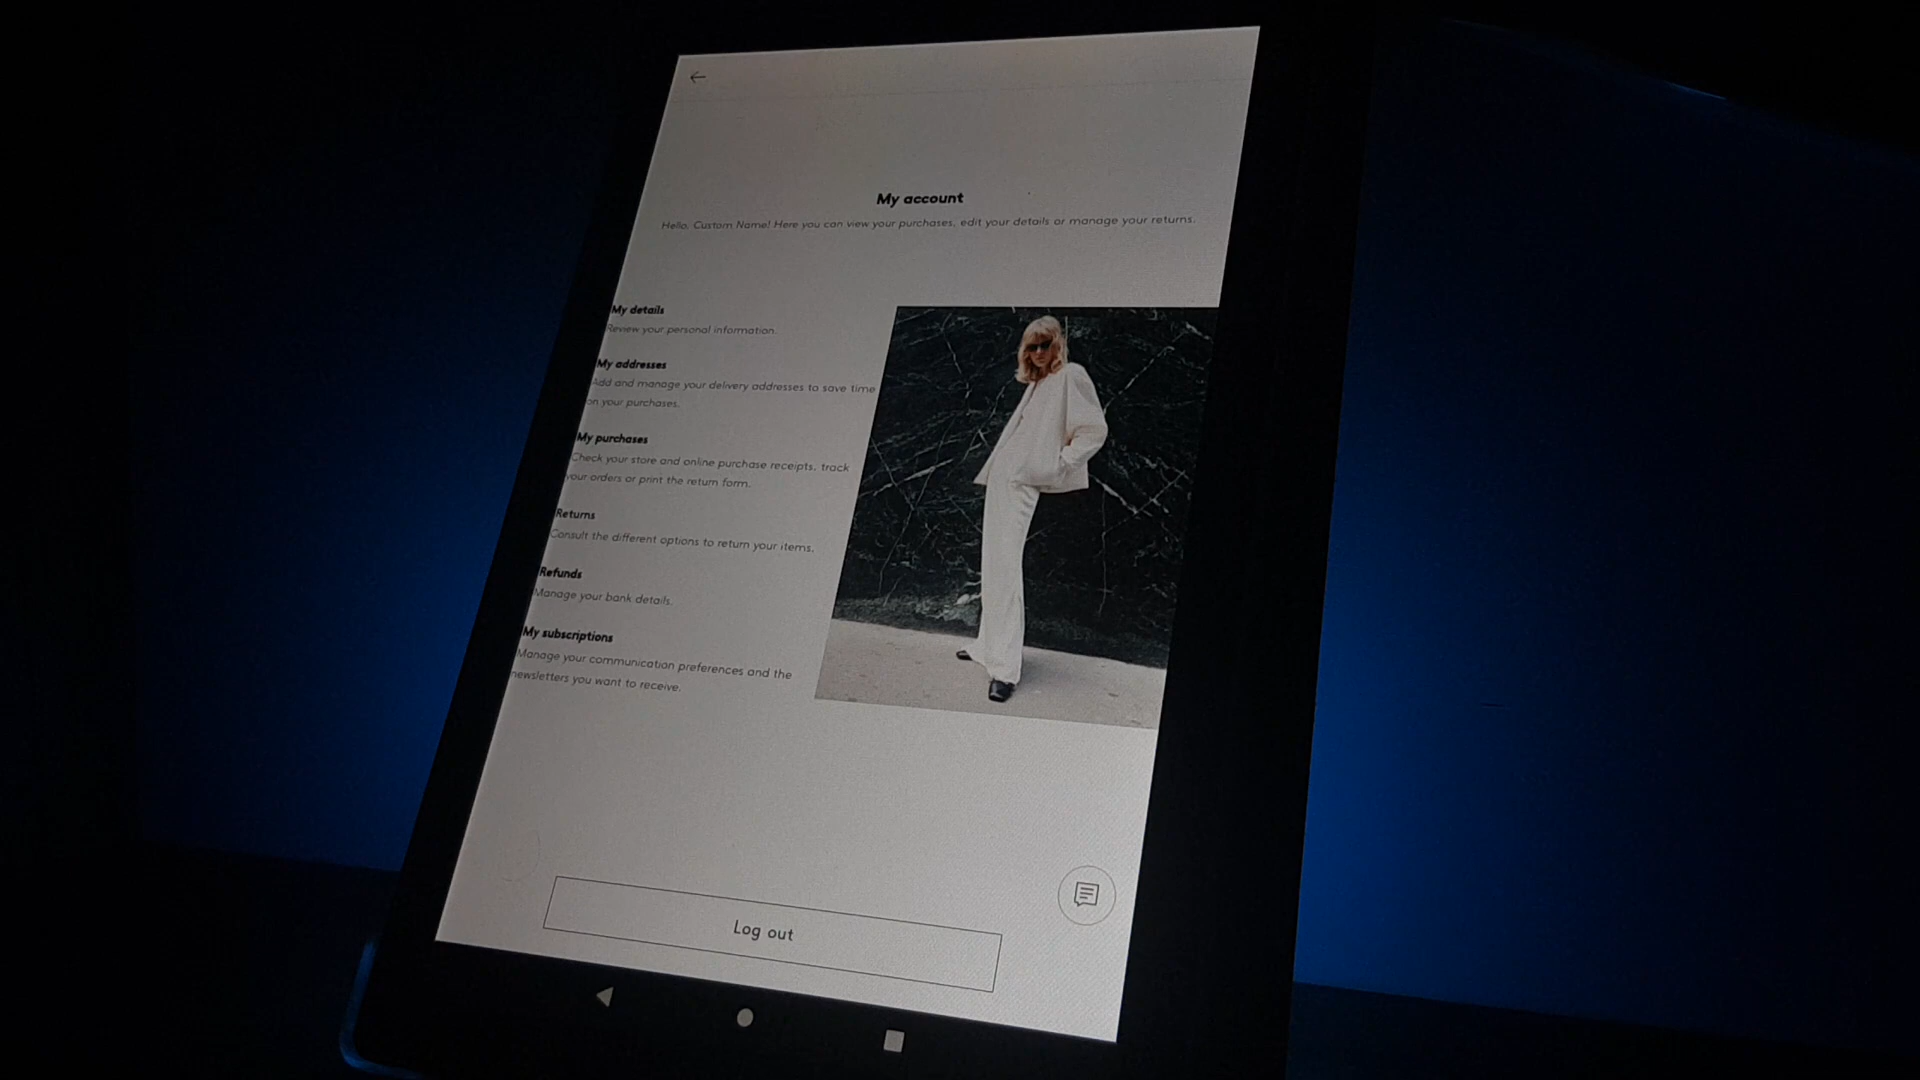 My account
Hello, Custom Name! Here you can view your purchases, edit your details or manage your returns.
My details
Review your personal information.
My addresses
Add and manage your delivery addresses to save time
on your purchases.
My purchases
Check your store and online purchase receipts, track
your orders or print the return form.
Returns
Consult the different options to return your items.
Refunds
Manage your bank details.
My subscriptions
Manage your communication preferences and the
newsletters you want to receive.
Log out